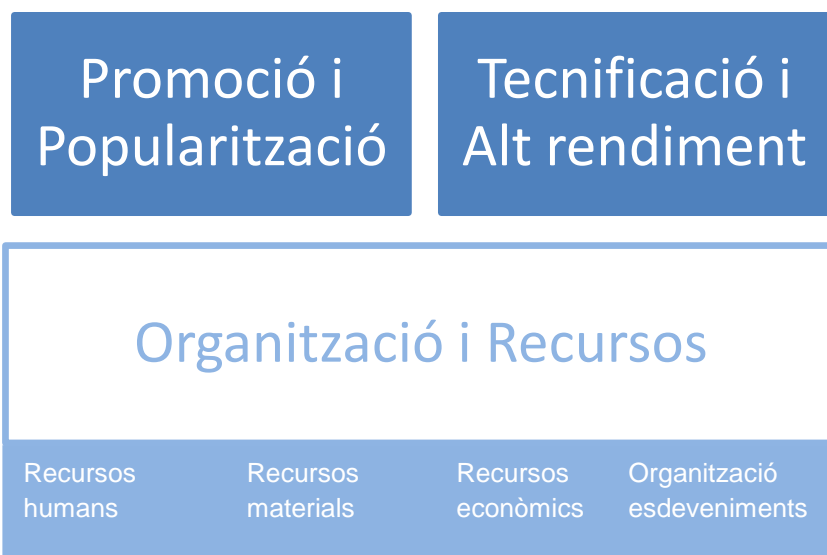 Promoció i
Popularització
Tecnificació i
Alt rendiment
Organització i Recursos
Recursos
humans
Recursos
materials
Recursos
econòmics
Organització
esdeveniments